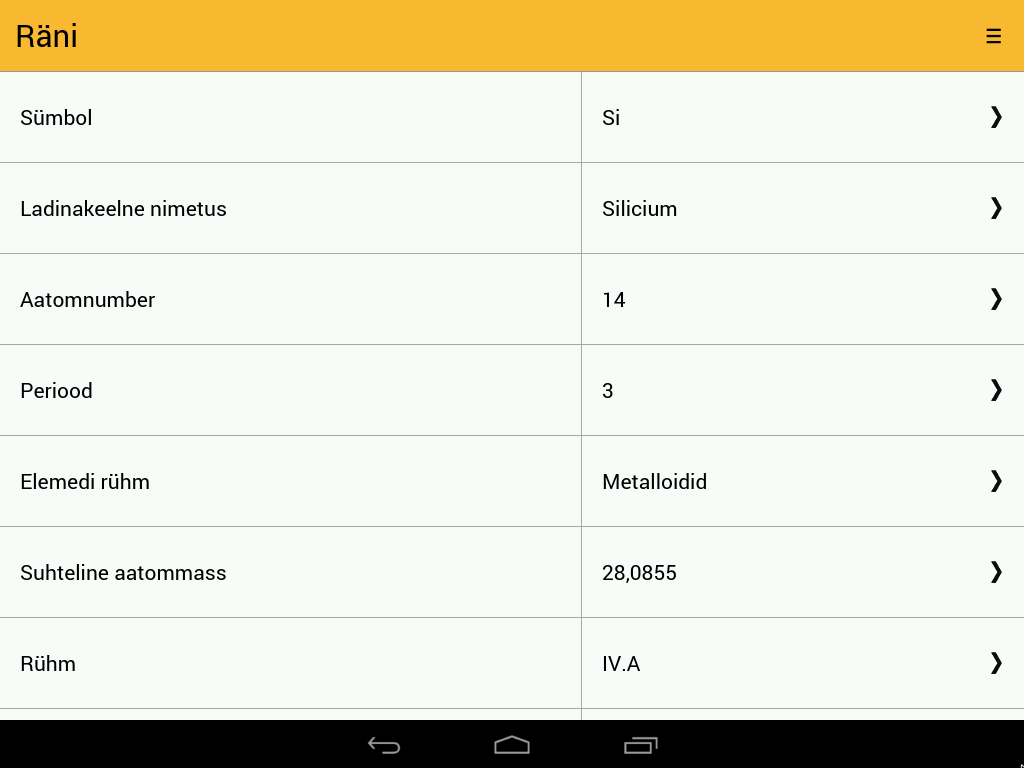 Räni
Sümbol Si
Ladinakeelne nimetus Silicium
Aatomnumber 14
Periood 3
Elemedi rühm Metalloidid
Suhteline aatommass 28,0855
Rühm IV.A